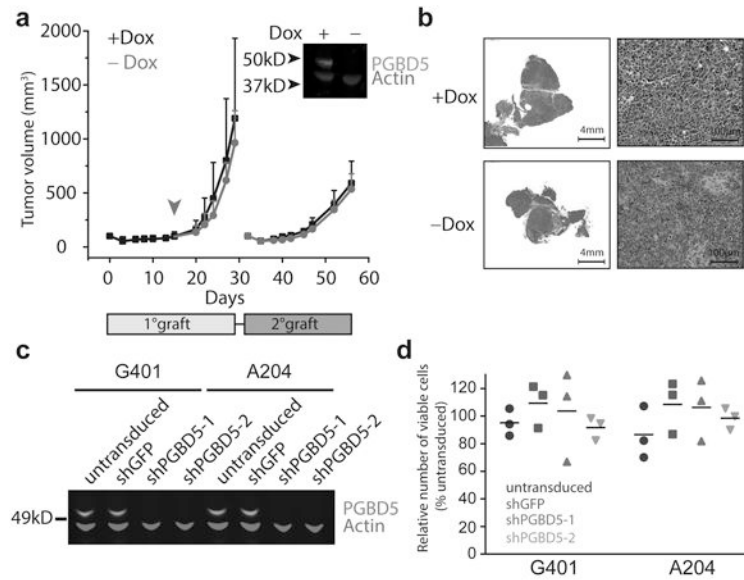 a
+Dox
– Dox
Tumor volume (mm³)
2000
1500
1000
500
0
0 10 20 30 40 50 60
Days
1°graft 2°graft
Dox + –
50kD
37kD
PGBD5
Actin
b
+Dox
4mm
100µm
–Dox
4mm
100µm
c
G401 A204
untransduced
shGFP
shPGBD5-1
shPGBD5-2
untransduced
shGFP
shPGBD5-1
shPGBD5-2
49kD
PGBD5
Actin
d
Relative number of viable cells
(% untransduced)
120
100
80
60
40
20
0
untransduced
shGFP
shPGBD5-1
shPGBD5-2
G401 A204